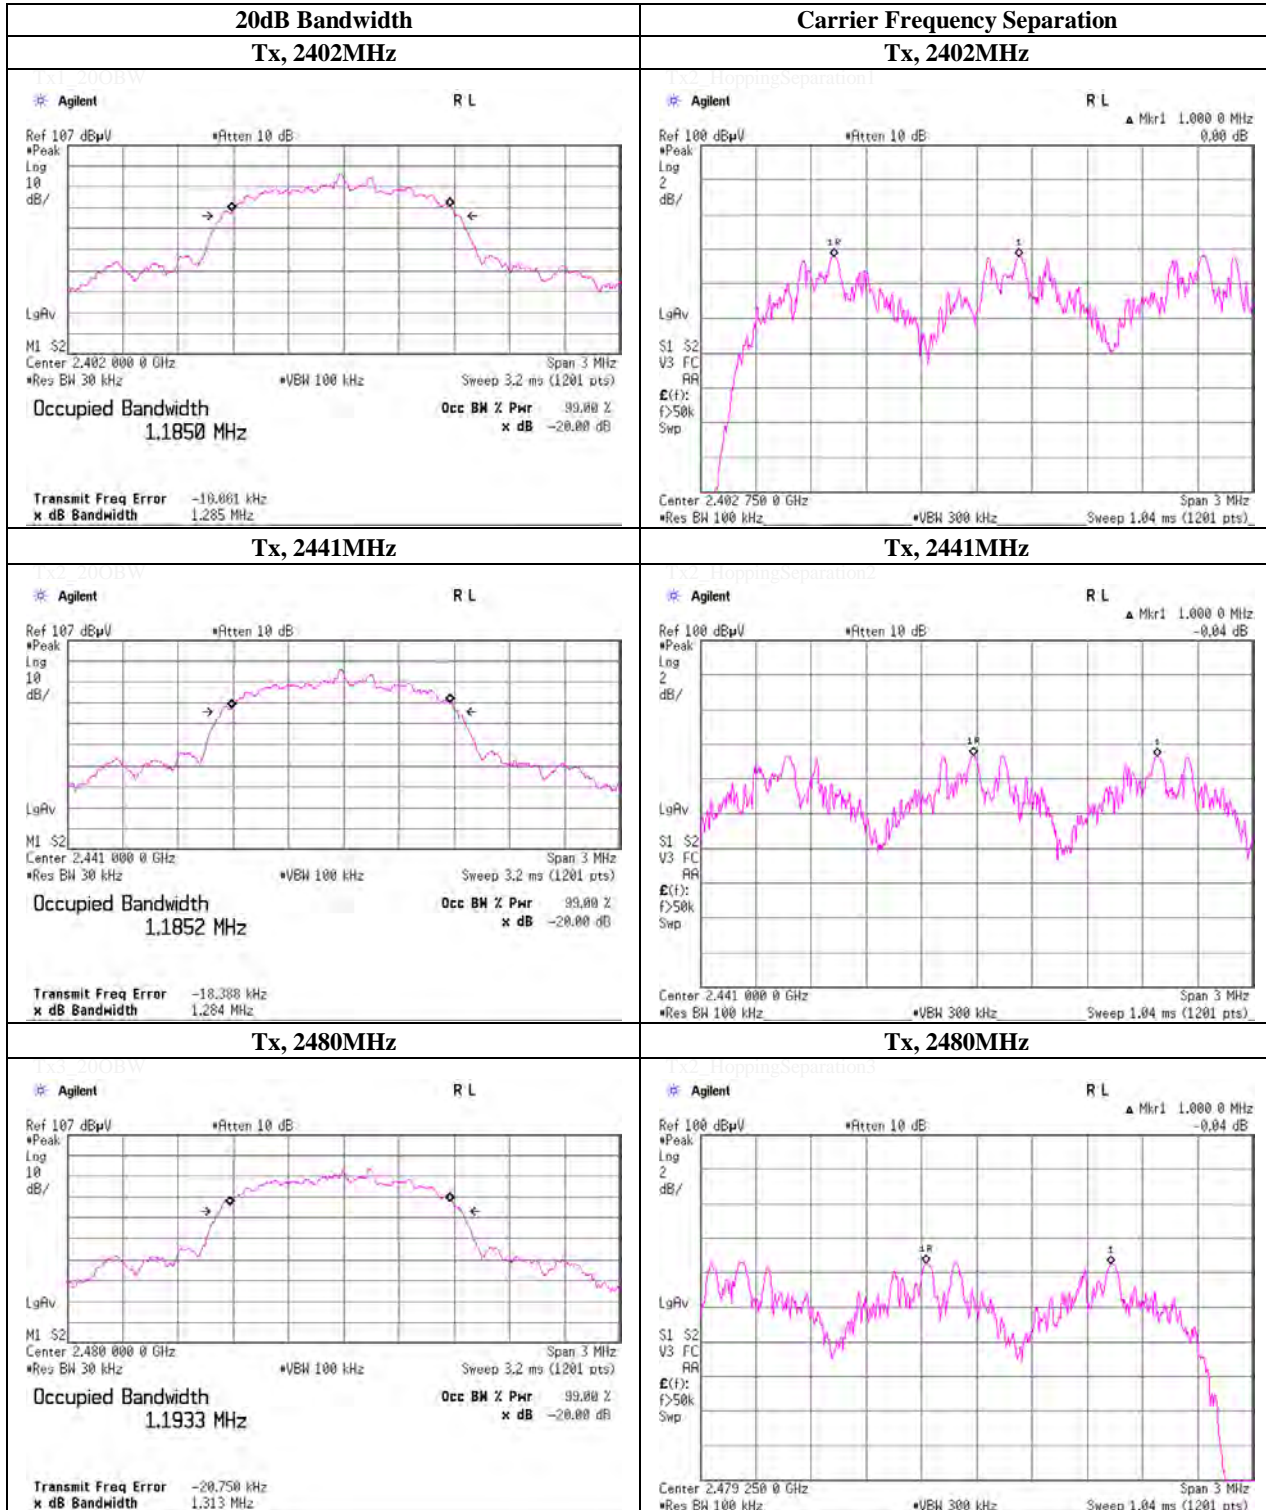 20dB Bandwidth
Carrier Frequency Separation
Tx, 2402MHz
Tx, 2402MHz
Tx1_20OBW
Agilent
R L
Ref 107 dBµV
#Atten 10 dB
#Peak
Log
10
dB/
LgAv
M1 S2
Center 2.402 000 0 GHz
Span 3 MHz
#Res BW 30 kHz
#VBW 100 kHz
Sweep 3.2 ms (1201 pts)
Occupied Bandwidth
1.1850 MHz
Occ BW % Pwr 99.00 %
x dB -20.00 dB
Transmit Freq Error
x dB Bandwidth 1.285 MHz
Tx2_HoppingSeparation1
Agilent
R L
Δ Mkr1 1.000 0 MHz
0.00 dB
Ref 100 dBµV
#Atten 10 dB
#Peak
Log
2
dB/
1R
1
LgAv
S1 S2
V3 FC
AA
£(f):
f>50k
Swp
Center 2.402 750 0 GHz
Span 3 MHz
#Res BW 100 kHz
#VBW 300 kHz
Sweep 1.04 ms (1201 pts)
Tx, 2441MHz
Tx, 2441MHz
Tx2_20OBW
Agilent
R L
Ref 107 dBµV
#Atten 10 dB
#Peak
Log
10
dB/
LgAv
M1 S2
Center 2.441 000 0 GHz
Span 3 MHz
#Res BW 30 kHz
#VBW 100 kHz
Sweep 3.2 ms (1201 pts)
Occupied Bandwidth
1.1852 MHz
Occ BW % Pwr 99.00 %
x dB -20.00 dB
Transmit Freq Error -18.388 kHz
x dB Bandwidth 1.284 MHz
Tx2_HoppingSeparation2
Agilent
R L
Δ Mkr1 1.000 0 MHz
-0.04 dB
Ref 100 dBµV
#Atten 10 dB
#Peak
Log
2
dB/
1R
1
LgAv
S1 S2
V3 FC
AA
£(f):
f>50k
Swp
Center 2.441 000 0 GHz
Span 3 MHz
#Res BW 100 kHz
#VBW 300 kHz
Sweep 1.04 ms (1201 pts)
Tx, 2480MHz
Tx, 2480MHz
Tx3_20OBW
Agilent
R L
Ref 107 dBµV
#Atten 10 dB
#Peak
Log
10
dB/
LgAv
M1 S2
Center 2.480 000 0 GHz
Span 3 MHz
#Res BW 30 kHz
#VBW 100 kHz
Sweep 3.2 ms (1201 pts)
Occupied Bandwidth
1.1933 MHz
Occ BW % Pwr 99.00 %
x dB -20.00 dB
Transmit Freq Error -20.750 kHz
x dB Bandwidth 1.313 MHz
Tx2_HoppingSeparation3
Agilent
R L
Δ Mkr1 1.000 0 MHz
-0.04 dB
Ref 100 dBµV
#Atten 10 dB
#Peak
Log
2
dB/
1R
1
LgAv
S1 S2
V3 FC
AA
£(f):
f>50k
Swp
Center 2.479 250 0 GHz
Span 3 MHz
#Res BW 100 kHz
#VBW 300 kHz
Sweep 1.04 ms (1201 pts)